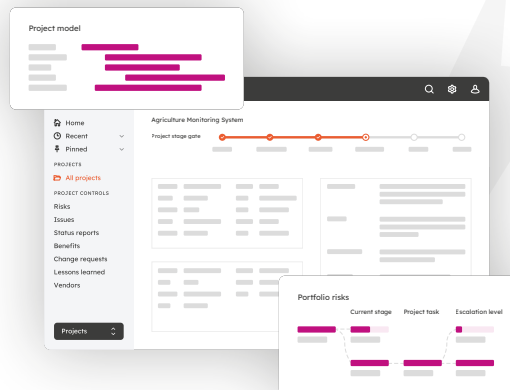 Project model
Home
Recent
Pinned
PROJECTS
All projects
PROJECT CONTROLS
Risks
Issues
Status reports
Benefits
Change requests
Lessons learned
Vendors
Projects
Agriculture Monitoring System
Project stage gate
Portfolio risks
Current stage Project task Escalation level